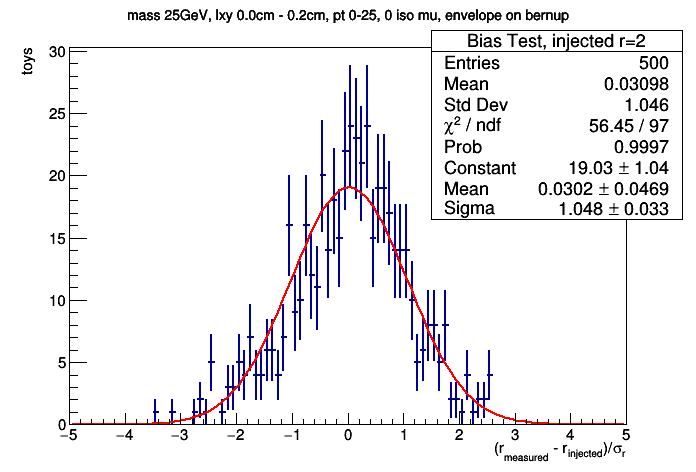 mass 25GeV, lxy 0.0cm - 0.2cm, pt 0-25, 0 iso mu, envelope on bernup
toys
Bias Test, injected r=2
Entries 500
Mean 0.03098
Std Dev 1.046
χ² / ndf 56.45 / 97
Prob 0.9997
Constant 19.03 ± 1.04
Mean 0.0302 ± 0.0469
Sigma 1.048 ± 0.033
30
25
20
15
10
5
0
−5 −4 −3 −2 −1 0 1 2 3 4 5
(r_measured - r_injected)/σ_r